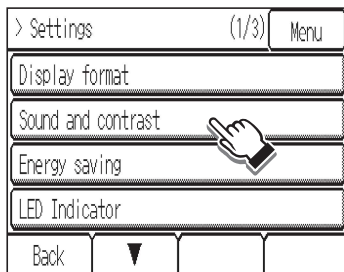 > Settings (1/3) Menu
Display format
Sound and contrast
Energy saving
LED Indicator
Back ▼